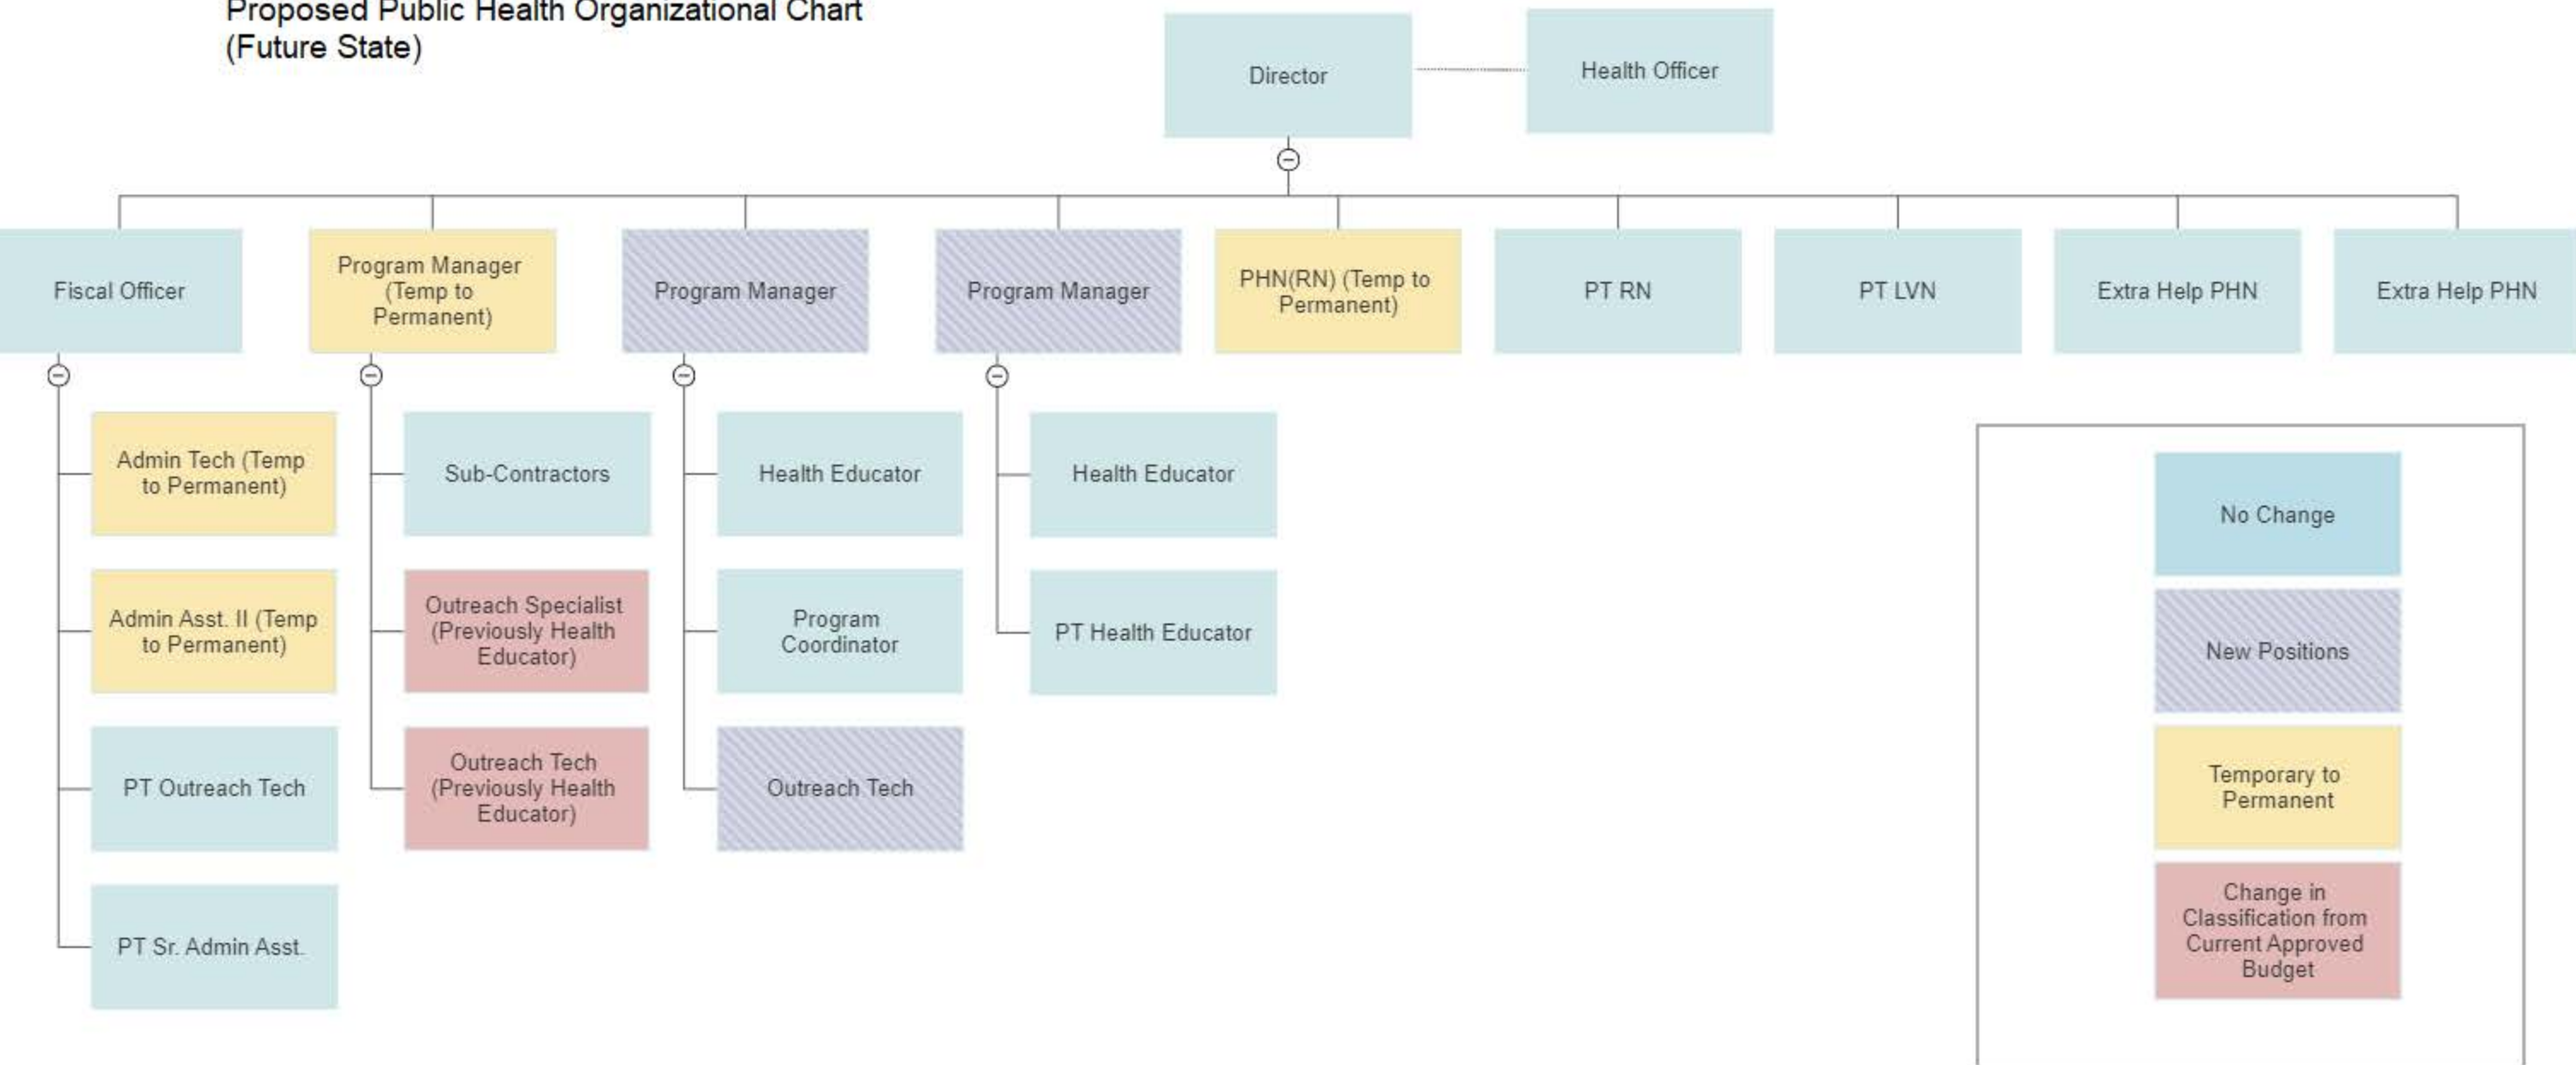 Proposed Public Health Organizational Chart
(Future State)
Director
Health Officer
Fiscal Officer
Program Manager
(Temp to
Permanent)
Program Manager
Program Manager
PHN(RN) (Temp to
Permanent)
PT RN
PT LVN
Extra Help PHN
Extra Help PHN
Admin Tech (Temp
to Permanent)
Admin Asst. II (Temp
to Permanent)
PT Outreach Tech
PT Sr. Admin Asst.
Sub-Contractors
Outreach Specialist
(Previously Health
Educator)
Outreach Tech
(Previously Health
Educator)
Health Educator
Program
Coordinator
Outreach Tech
Health Educator
PT Health Educator
No Change
New Positions
Temporary to
Permanent
Change in
Classification from
Current Approved
Budget